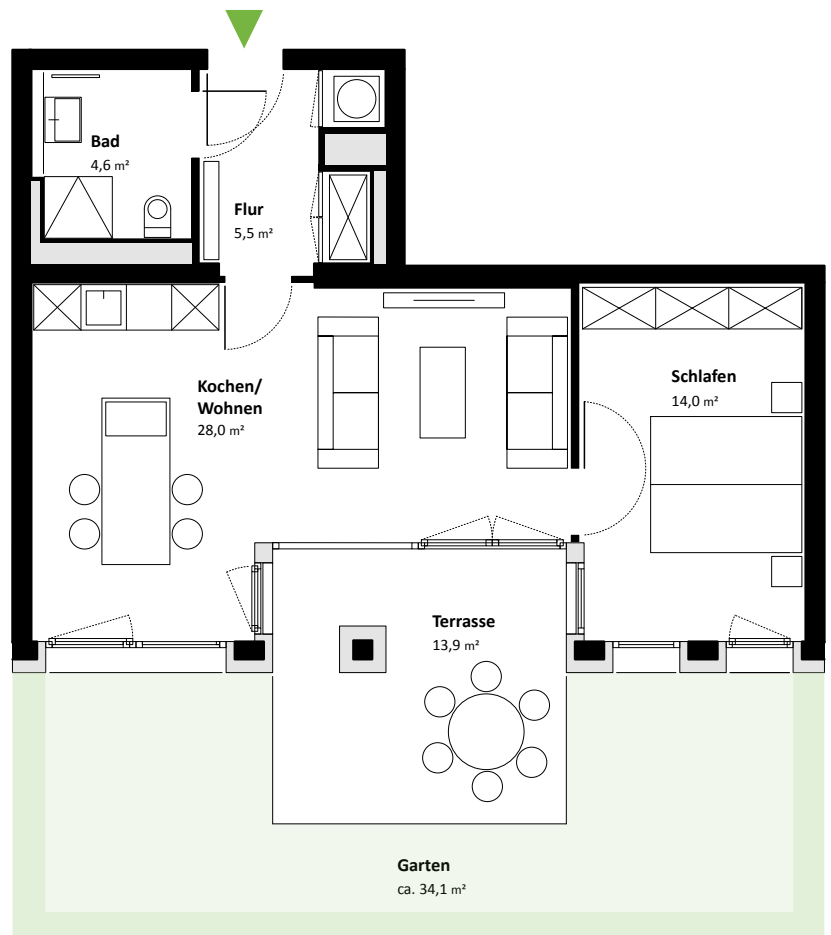 Bad
4,6 m²
Flur
5,5 m²
Kochen/
Wohnen
28,0 m²
Schlafen
14,0 m²
Terrasse
13,9 m²
Garten
ca. 34,1 m²